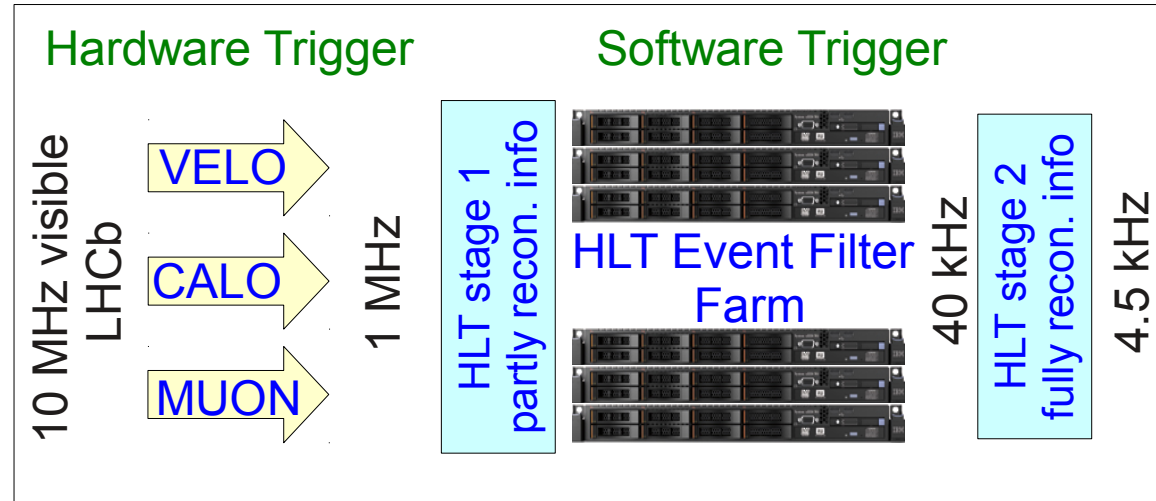 Hardware Trigger
Software Trigger
10 MHz visible
LHCb
VELO
CALO
MUON
1 MHz
HLT stage 1
partly recon. info
HLT Event Filter
Farm
40 kHz
HLT stage 2
fully recon. info
4.5 kHz